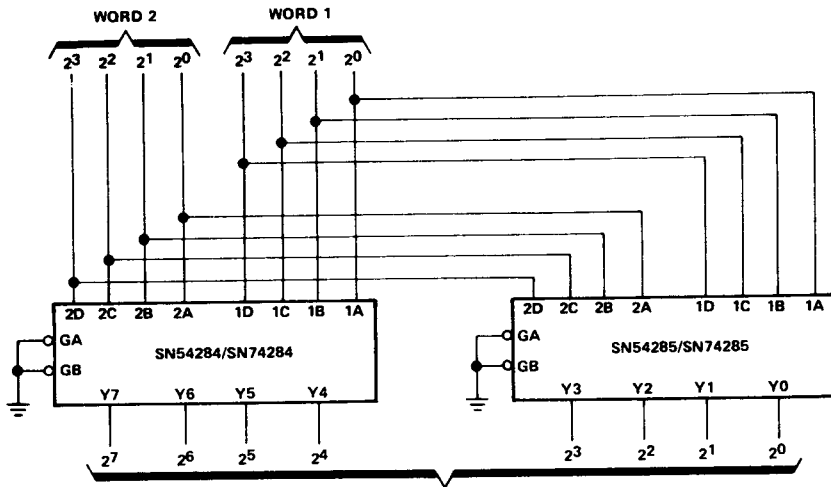 WORD 2 WORD 1
2³ 2² 2¹ 2⁰ 2³ 2² 2¹ 2⁰
2D 2C 2B 2A 1D 1C 1B 1A 2D 2C 2B 2A 1D 1C 1B 1A
GA GA
SN54284/SN74284 SN54285/SN74285
GB GB
Y7 Y6 Y5 Y4 Y3 Y2 Y1 Y0
2⁷ 2⁶ 2⁵ 2⁴ 2³ 2² 2¹ 2⁰